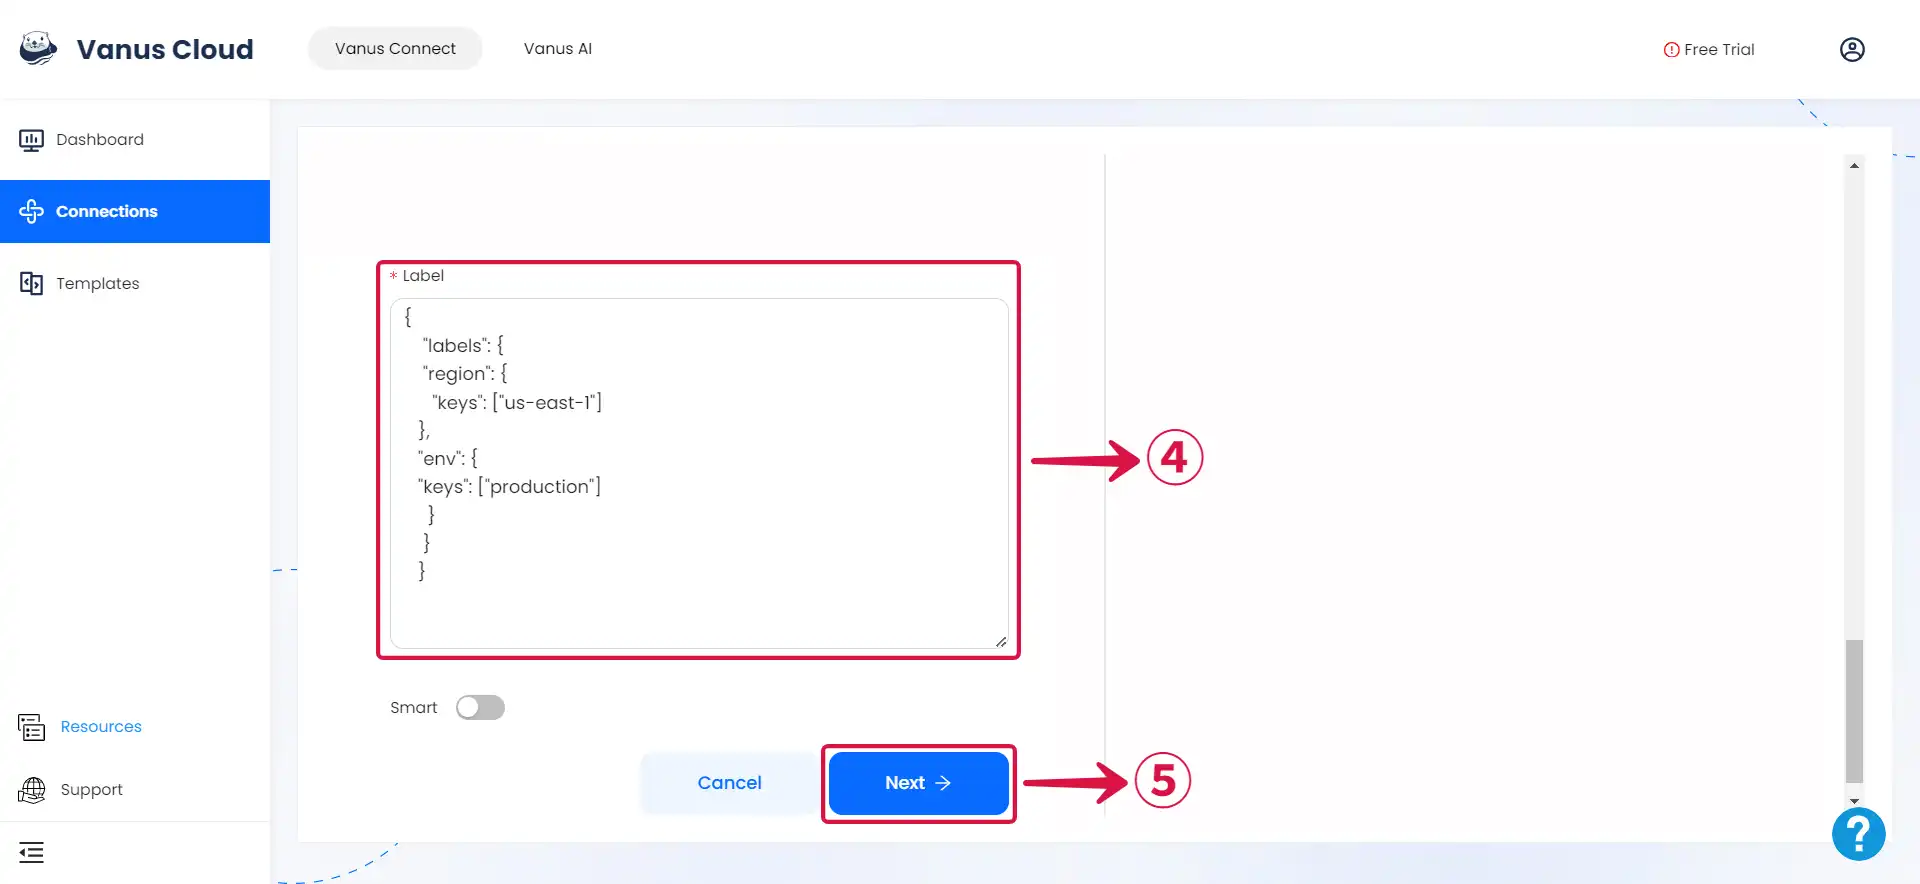 Vanus Cloud
Vanus Connect
Vanus AI
Free Trial
Dashboard
Connections
Templates
Resources
Support
* Label
{
"labels": {
"region": {
"keys": ["us-east-1"]
},
"env": {
"keys": ["production"]
}
}
}
4
Smart
Cancel
Next →
5
?